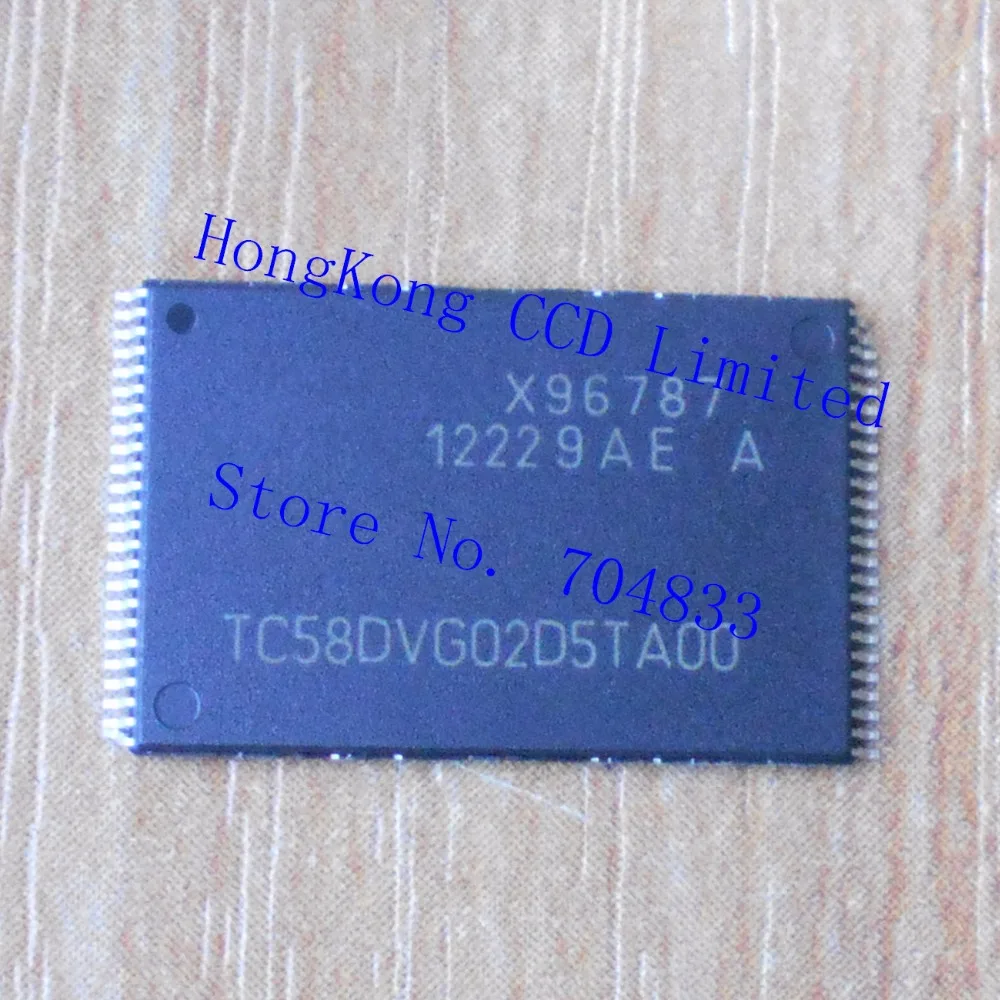 HongKong CCD Limited
X96787
12229AE A
Store No. 704833
TC58DVG02D5TA00